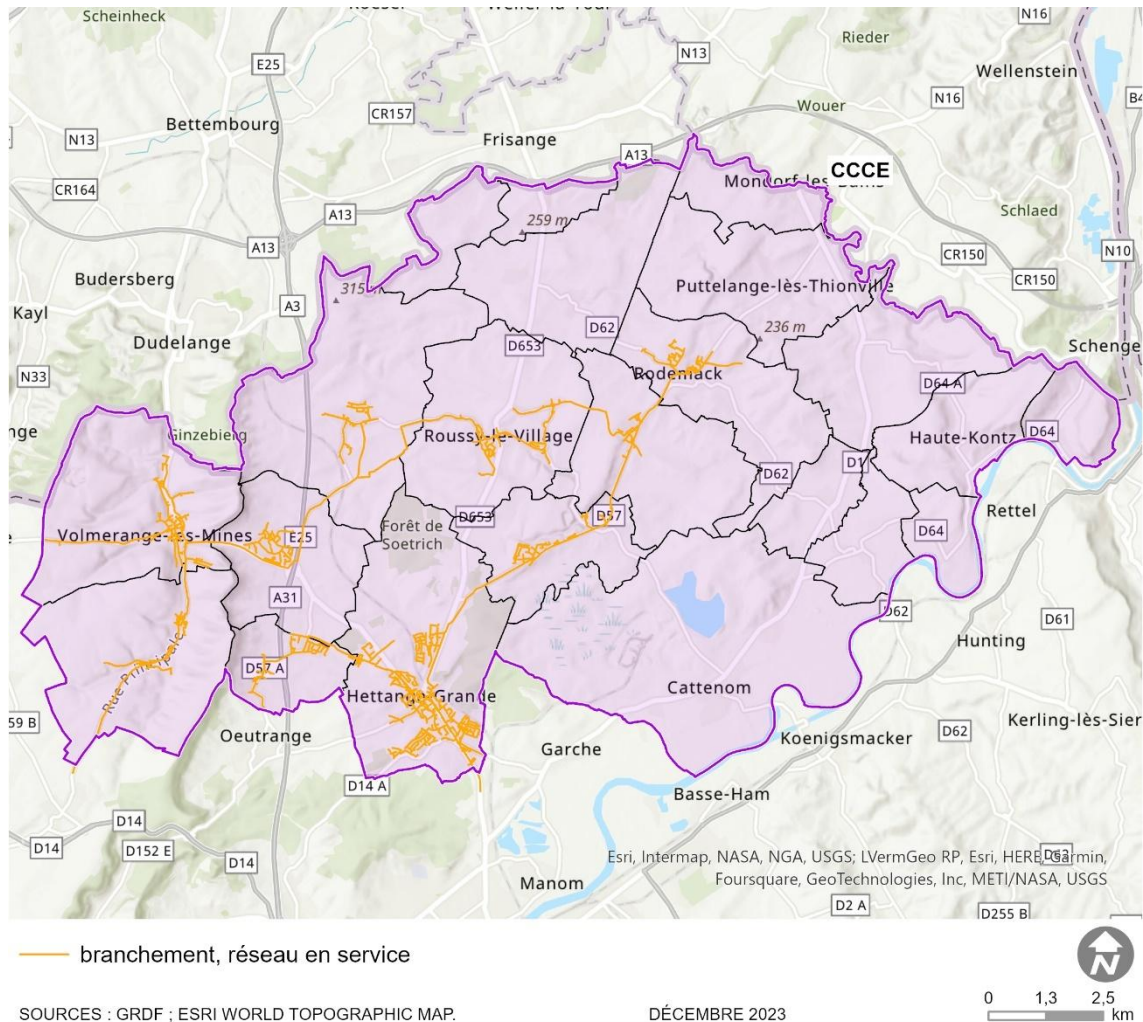 Scheinheck
N16
Rieder
E25
N13
Wellenstein
CR157
N16
B4
Wouer
Bettembourg
N13
Frisange
A13
CCCE
Mondorf-les-Bains
CR164
259 m
Schlaed
A13
A13
N10
CR150
CR150
Budersberg
Puttelange-lès-Thionville
315 m
A3
Kayl
D62
236 m
Dudelange
D653
Schenge
N33
Rodemack
D64 A
nge
Ginzebierg
Roussy-le-Village
Haute-Kontz
D64
D1
D62
Rettel
D653
D57
Forêt de
Soetrich
D64
Volmerange-les-Mines
E25
A31
D62
D61
Hunting
Rue Principale
D57 A
Cattenom
Hettange-Grande
59 B
Kerling-lès-Sier
Oeutrange
Garche
Koenigsmacker
D62
D14 A
Basse-Ham
D14
D14
D152 E
D14
Esri, Intermap, NASA, NGA, USGS; LVermGeo RP, Esri, HERE, Garmin,
Foursquare, GeoTechnologies, Inc, METI/NASA, USGS
Manom
D2 A
D255 B
branchement, réseau en service
N
SOURCES : GRDF ; ESRI WORLD TOPOGRAPHIC MAP.
DÉCEMBRE 2023
0 1,3 2,5
km